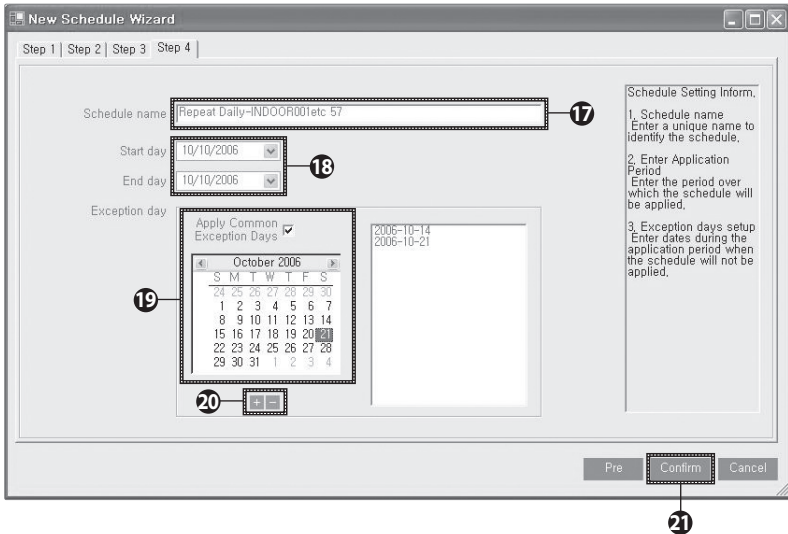 New Schedule Wizard
Step 1 | Step 2 | Step 3 Step 4
Schedule name Repeat Daily-INDOOR001etc 57
17
Start day 10/10/2006
18
End day 10/10/2006
Exception day
Apply Common
Exception Days
October 2006
S M T W T F S
24 25 26 27 28 29 30
1 2 3 4 5 6 7
8 9 10 11 12 13 14
15 16 17 18 19 20 21
22 23 24 25 26 27 28
29 30 31 1 2 3 4
19
20
+ -
2006-10-14
2006-10-21
Schedule Setting Inform,
1, Schedule name
Enter a unique name to
identify the schedule,
2, Enter Application
Period
Enter the period over
which the schedule will
be applied,
3, Exception days setup
Enter dates during the
application period when
the schedule will not be
applied,
Pre Confirm Cancel
21